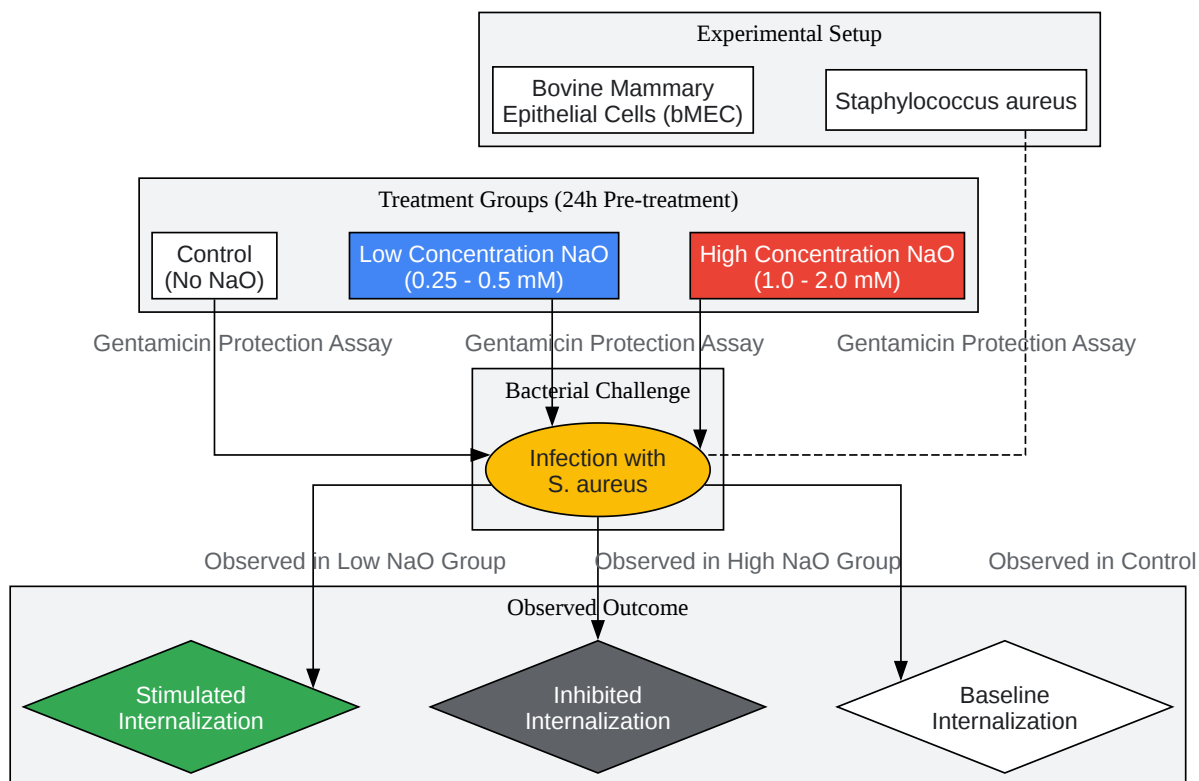 Experimental Setup
Bovine Mammary
Epithelial Cells (bMEC)
Staphylococcus aureus
Treatment Groups (24h Pre-treatment)
Control
(No NaO)
Low Concentration NaO
(0.25 - 0.5 mM)
High Concentration NaO
(1.0 - 2.0 mM)
Gentamicin Protection Assay
Gentamicin Protection Assay
Gentamicin Protection Assay
Bacterial Challenge
Infection with
S. aureus
Observed in Low NaO Group
Observed in High NaO Group
Observed in Control
Observed Outcome
Stimulated
Internalization
Inhibited
Internalization
Baseline
Internalization